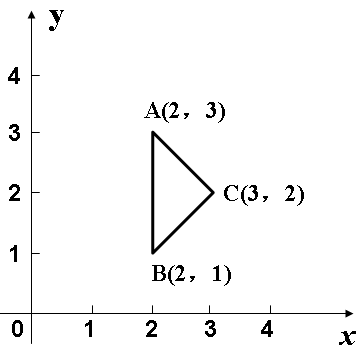 y
4
A(2，3)
3
2
C(3，2)
1
B(2，1)
0 1 2 3 4 x